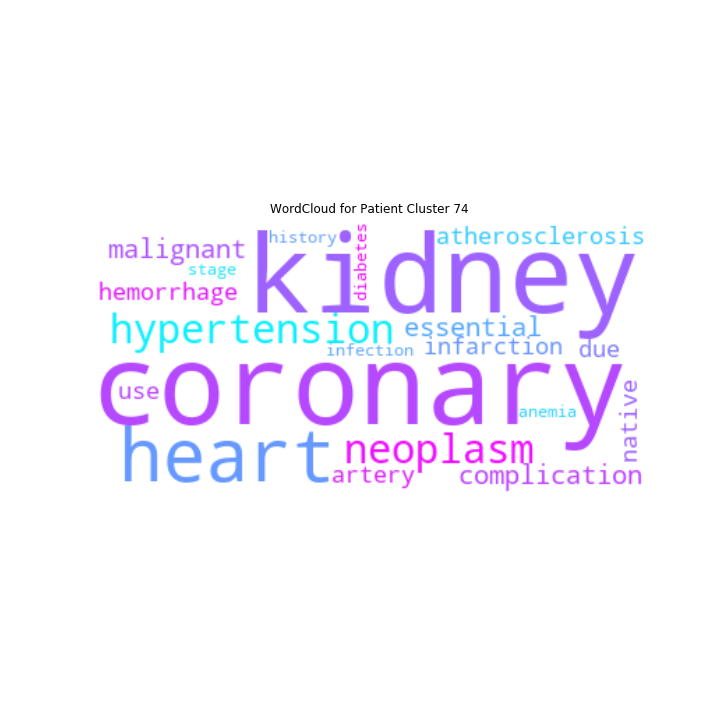 WordCloud for Patient Cluster 74
history
diabetes
atherosclerosis
malignant
kidney
stage
hemorrhage
hypertension
essential
infection
infarction
due
coronary
use
anemia
native
heart
neoplasm
artery
complication